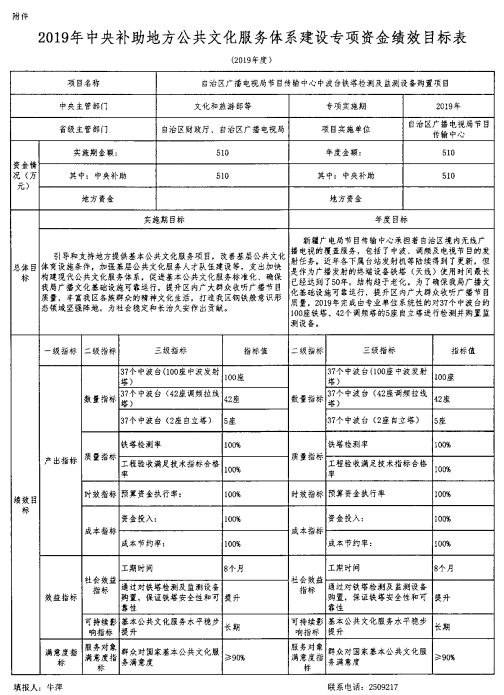 附件
2019年中央补助地方公共文化服务体系建设专项资金绩效目标表
(2019年度)
项目名称 自治区广播电视局节目传输中心中波台铁塔检测及监测设备购置项目
中央主管部门 文化和旅游部等 专项实施期 2019年
省级主管部门 自治区财政厅、自治区广播电视局 项目实施单位 自治区广播电视局节目
传输中心
资金情
况（万
元）
实施期金额： 510 年度金额： 510
其中：中央补助 510 其中：中央补助 510
地方资金 地方资金
总体目
标
实施期目标 年度目标
引导和支持地方提供基本公共文化服务项目，改善基层公共文化
体育设施条件，加强基层公共文化服务人才队伍建设等，支出加快
构建现代公共文化服务体系，促进基本公共文化服务标准化、确保
我局广播文化基础设施可靠运行，提升区内广大群众收听广播节目
质量，丰富我区各族群众的精神文化生活，打造我区钢铁般意识形
态领域坚强阵地，为社会稳定和长治久安作出贡献。
新疆广电局节目传输中心承担着自治区境内无线广
播电视的覆盖服务，包括了中波、调频及电视节目的发
射任务。近年各下属台站发射机等陆续得到了更新，但
是作为广播发射的终端设备铁塔（天线）使用时间最长
已经达到了50年，结构趋于老化。为了确保我局广播文
化基础设施可靠运行、提升区内广大群众收听广播节目
质量，2019年完成由专业单位系统性的对37个中波台的
100座铁塔、42个调频塔的5座自立塔进行检测并购置监
测设备。
绩效目
标
一级指标 二级指标 三级指标 指标值 二级指标 三级指标 指标值
产出指标
数量指标 37个中波台(100座中波发射
塔） 100座 数量指标 37个中波台(100座中波发射
塔） 100座
37个中波台（42座调频拉线
塔） 42座 37个中波台（42座调频拉线
塔） 42座
37个中波台（2座自立塔） 5座 37个中波台（2座自立塔） 5座
质量指标 铁塔检测率 100% 质量指标 铁塔检测率 100%
工程验收满足技术指标合格
率 100% 工程验收满足技术指标合格
率 100%
时效指标 预算资金执行率： 100% 时效指标 预算资金执行率 100%
成本指标 资金投入： 100% 成本指标 资金投入： 100%
成本节约率： 100% 成本节约率： 100%
效益指标
社会效益
指标 工期时间 8个月 社会效益
指标 工期时间 8个月
通过对铁塔检测及监测设备
购置，保证铁塔安全性和可
靠性 提升 通过对铁塔检测及监测设备
购置，保证铁塔安全性和可
靠性 提升
可持续影
响指标 基本公共文化服务水平稳步
提升 长期 可持续影
响指标 基本公共文化服务水平稳步
提升 长期
满意度指
标 服务对象
满意度指
标 群众对国家基本公共文化服
务满意度 ≥90% 服务对象
满意度指
标 群众对国家基本公共文化服
务满意度 ≥90%
填报人：牛萍 联系电话：2509217